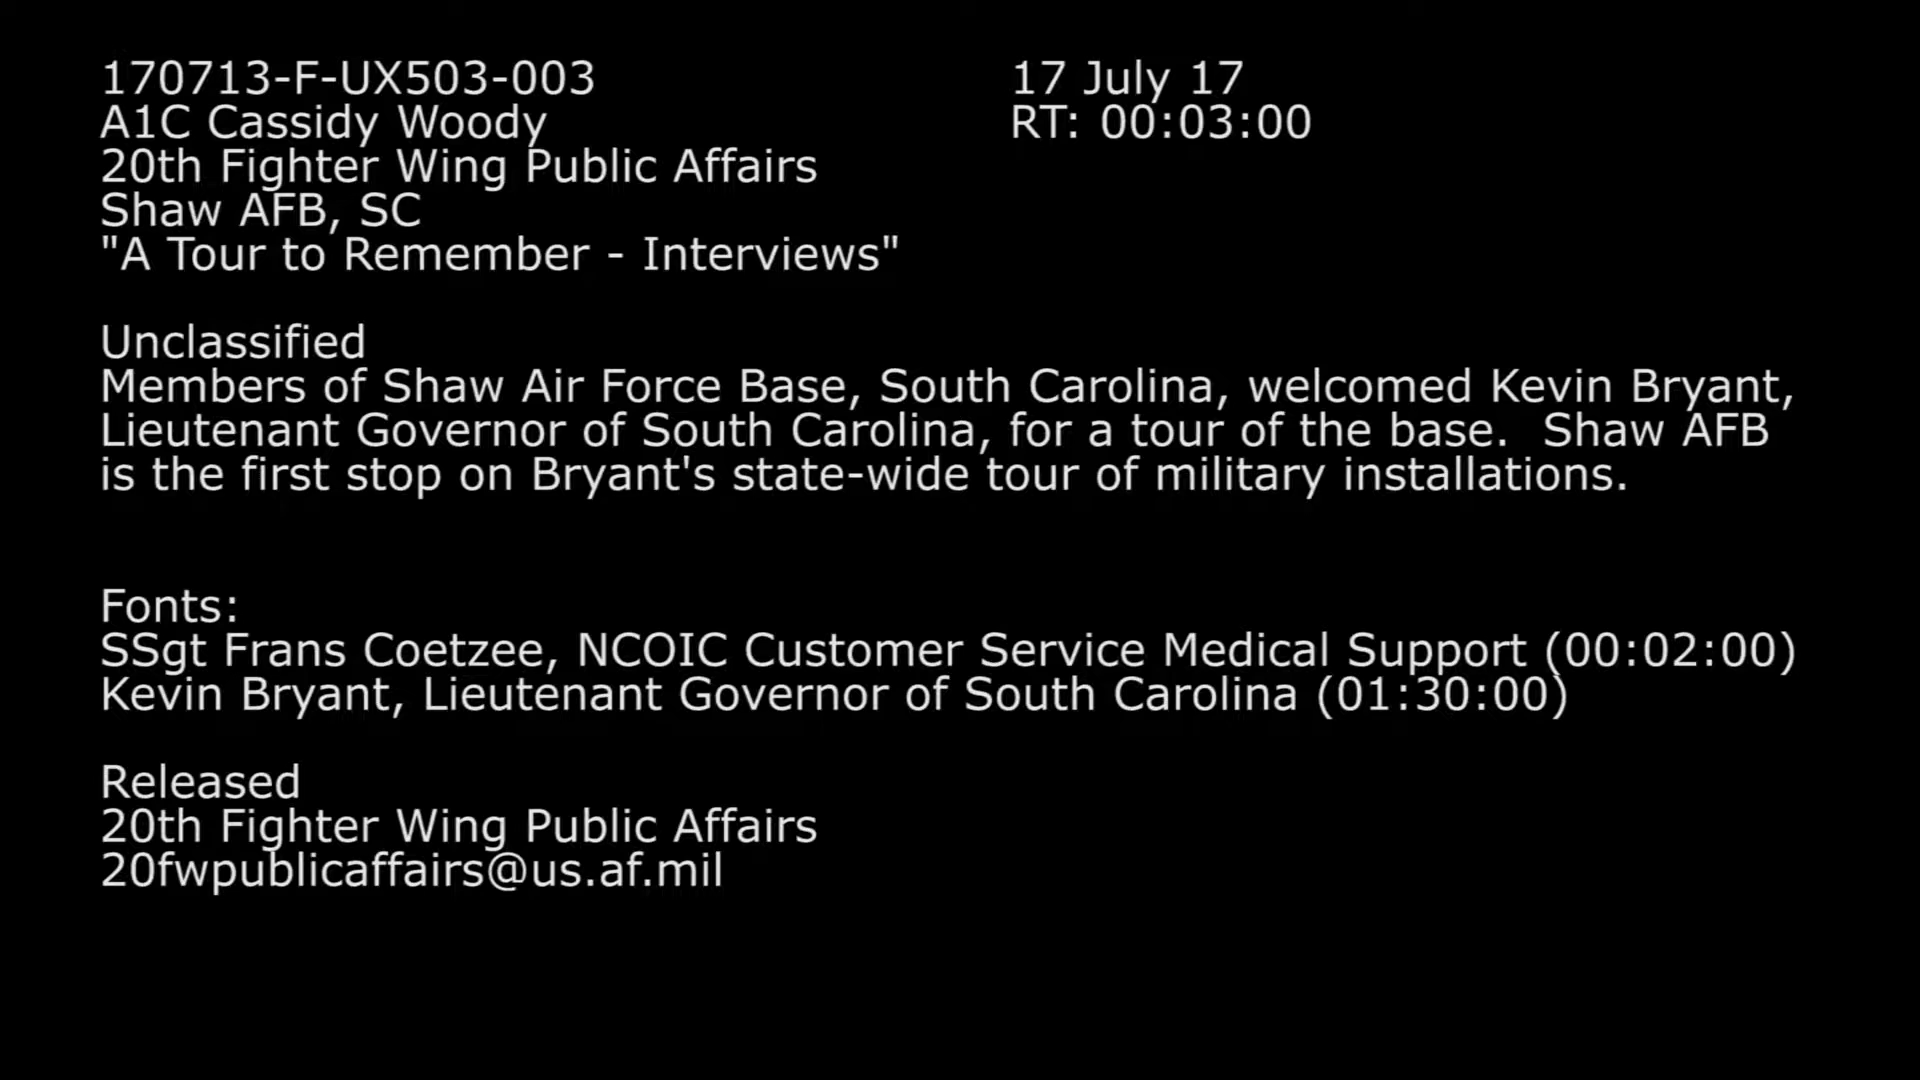 170713-F-UX503-003
17 July 17
A1C Cassidy Woody
RT: 00:03:00
20th Fighter Wing Public Affairs
Shaw AFB, SC
"A Tour to Remember - Interviews"
Unclassified
Members of Shaw Air Force Base, South Carolina, welcomed Kevin Bryant,
Lieutenant Governor of South Carolina, for a tour of the base.  Shaw AFB
is the first stop on Bryant's state-wide tour of military installations.
Fonts:
SSgt Frans Coetzee, NCOIC Customer Service Medical Support (00:02:00)
Kevin Bryant, Lieutenant Governor of South Carolina (01:30:00)
Released
20th Fighter Wing Public Affairs
20fwpublicaffairs@us.af.mil